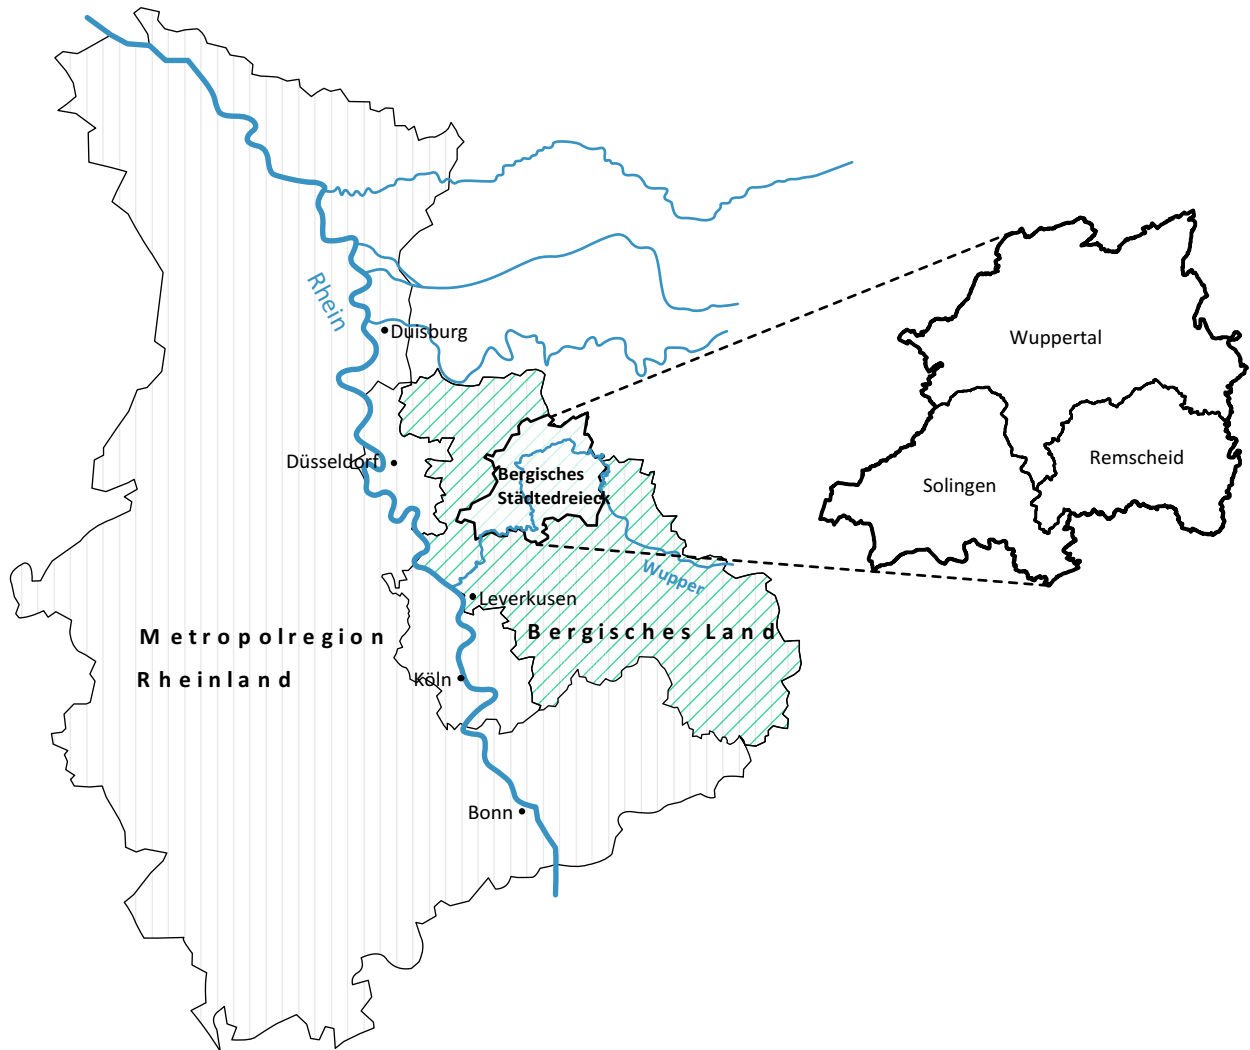 Rhein
Duisburg
Wuppertal
Düsseldorf
Remscheid
Bergisches
Städtedreieck
Solingen
Wupper
Leverkusen
Metropolregion
Rheinland
Bergisches Land
Köln
Bonn